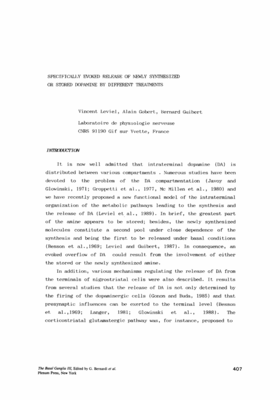 SPECIFICALLY EVOKED RELEASE OF NEWLY SYNTHESIZED
OR STORED DOPAMINE BY DIFFERENT TREATMENTS
Vincent Leviel, Alain Gobert, Bernard Guibert
Laboratoire de physiologie nerveuse
CNRS 91190 Gif sur Yvette, France
INTRODUCTION
It is now well admitted that intraterminal dopamine (DA) is
distributed between various compartments . Numerous studies have been
devoted to the problem of the DA compartmentation (Javoy and
Glowinski, 1971; Groppetti et al., 1977, Mc Millen et al., 1980) and
we have recently proposed a new functional model of the intraterminal
organization of the metabolic pathways leading to the synthesis and
the release of DA (Leviel et al., 1989). In brief, the greatest part
of the amine appears to be stored; besides, the newly synthesized
molecules constitute a second pool under close dependence of the
synthesis and being the first to be released under basal conditions
(Besson et al.,1969; Leviel and Guibert, 1987). In consequence, an
evoked overflow of DA could result from the involvement of either
the stored or the newly synthesized amine.
In addition, various mechanisms regulating the release of DA from
the terminals of nigrostriatal cells were also described. It results
from several studies that the release of DA is not only determined by
the firing of the dopaminergic cells (Gonon and Buda, 1985) and that
presynaptic influences can be exerted to the terminal level (Besson
et al.,1969; Langer, 1981; Glowinski et al., 1988). The
corticostriatal glutamatergic pathway was, for instance, proposed to
The Basal Ganglia III, Edited by G. Bernardi et al.
Plenum Press, New York
407